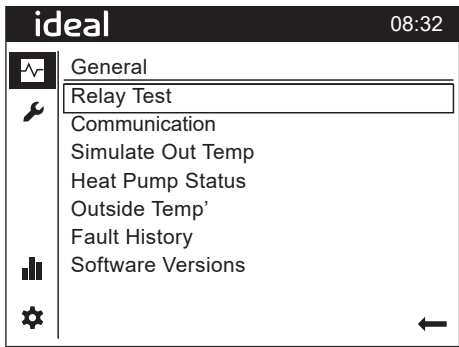 ideal 08:32
General
Relay Test
Communication
Simulate Out Temp
Heat Pump Status
Outside Temp'
Fault History
Software Versions